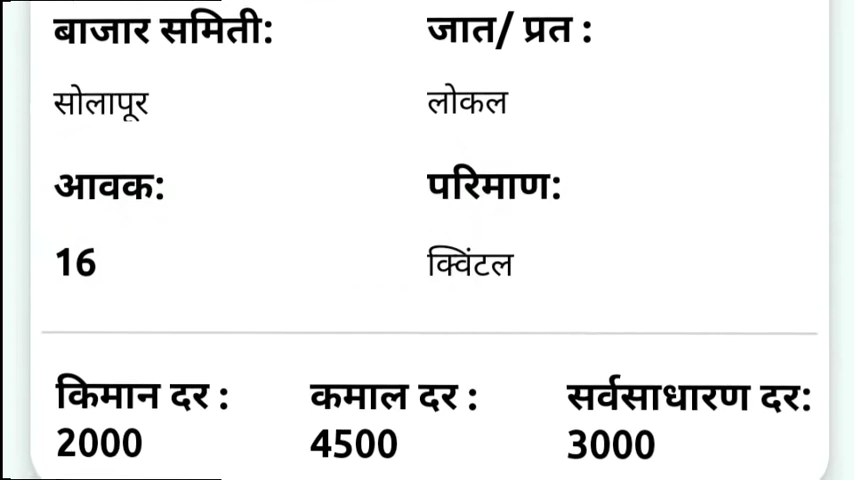 बाजार समिती: जात/ प्रत :
सोलापूर लोकल
आवक: परिमाण:
16 क्विंटल
किमान दर : कमाल दर : सर्वसाधारण दर:
2000 4500 3000